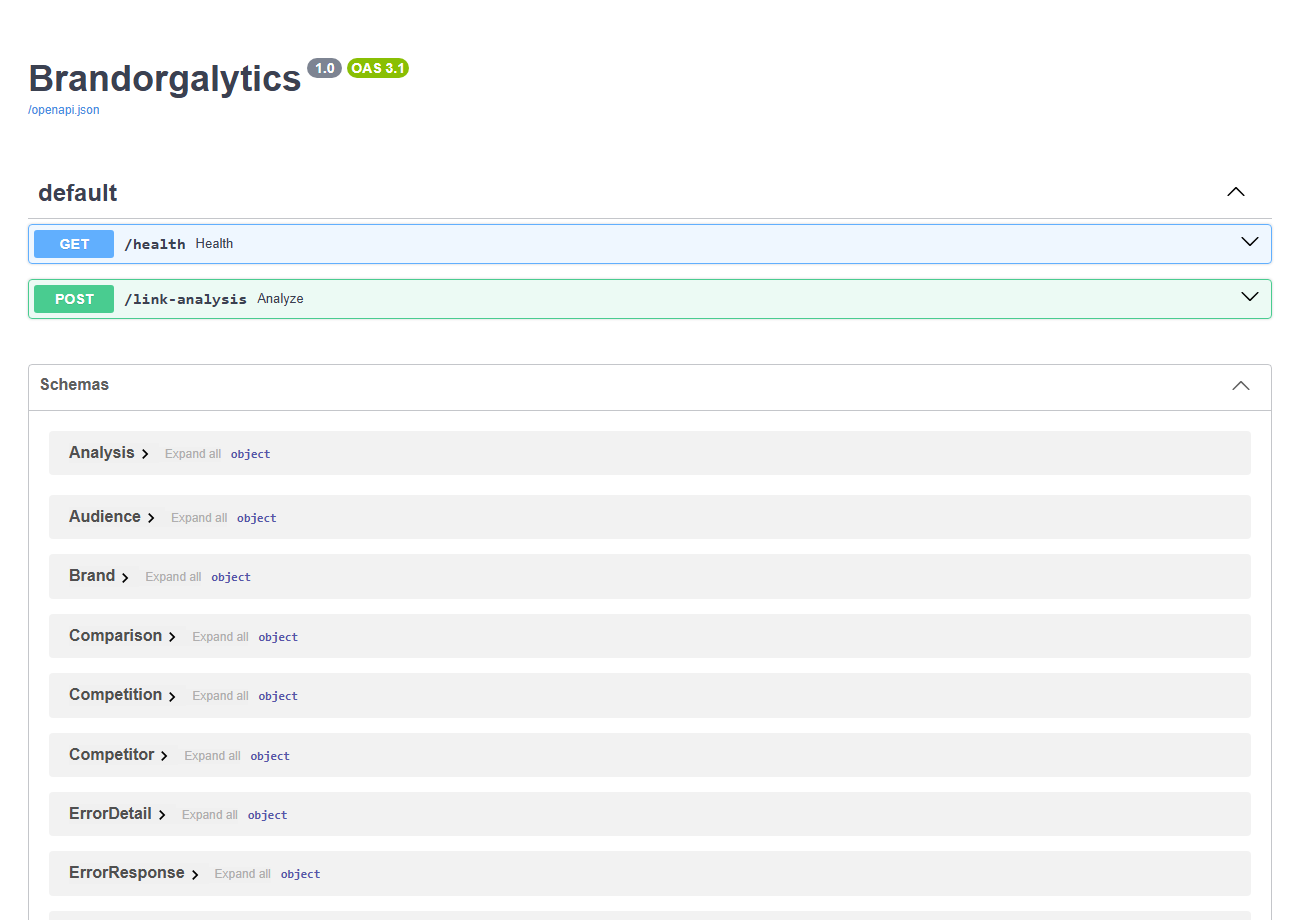 Brandorgalytics 1.0 OAS 3.1
/openapi.json
default
GET /health Health
POST /link-analysis Analyze
Schemas
Analysis Expand all object
Audience Expand all object
Brand Expand all object
Comparison Expand all object
Competition Expand all object
Competitor Expand all object
ErrorDetail Expand all object
ErrorResponse Expand all object